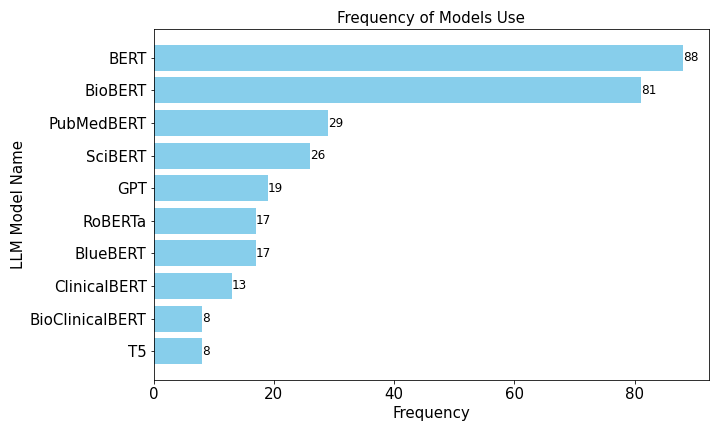 Frequency of Models Use
LLM Model Name
BERT 88
BioBERT 81
PubMedBERT 29
SciBERT 26
GPT 19
RoBERTa 17
BlueBERT 17
ClinicalBERT 13
BioClinicalBERT 8
T5 8
0 20 40 60 80
Frequency